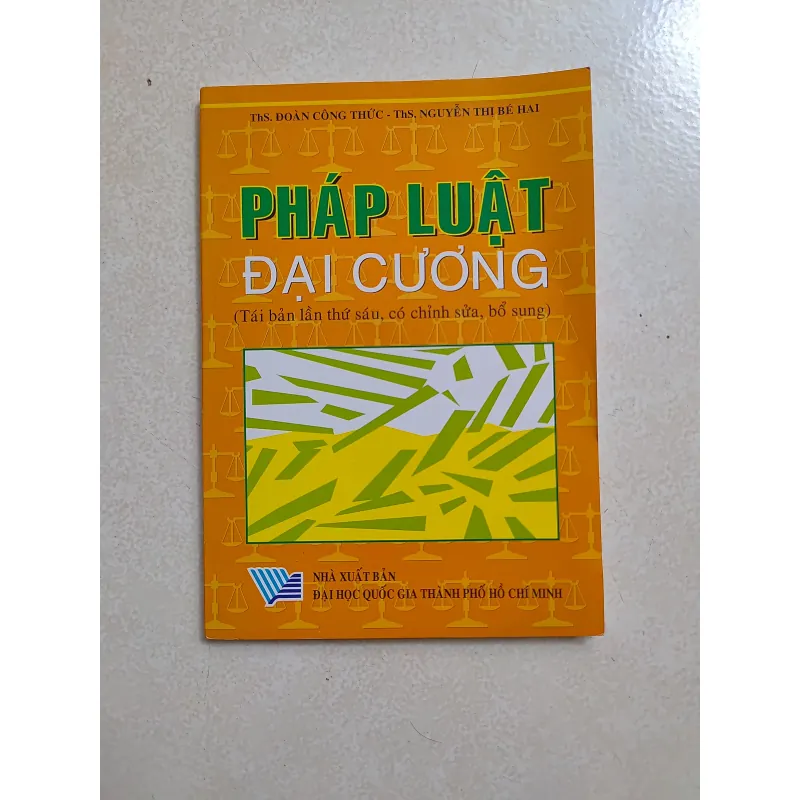 ThS. ĐOÀN CÔNG THỨC - ThS. NGUYỄN THỊ BÉ HAI
PHÁP LUẬT
ĐẠI CƯƠNG
(Tái bản lần thứ sáu, có chỉnh sửa, bổ sung)
NHÀ XUẤT BẢN
ĐẠI HỌC QUỐC GIA THÀNH PHỐ HỒ CHÍ MINH